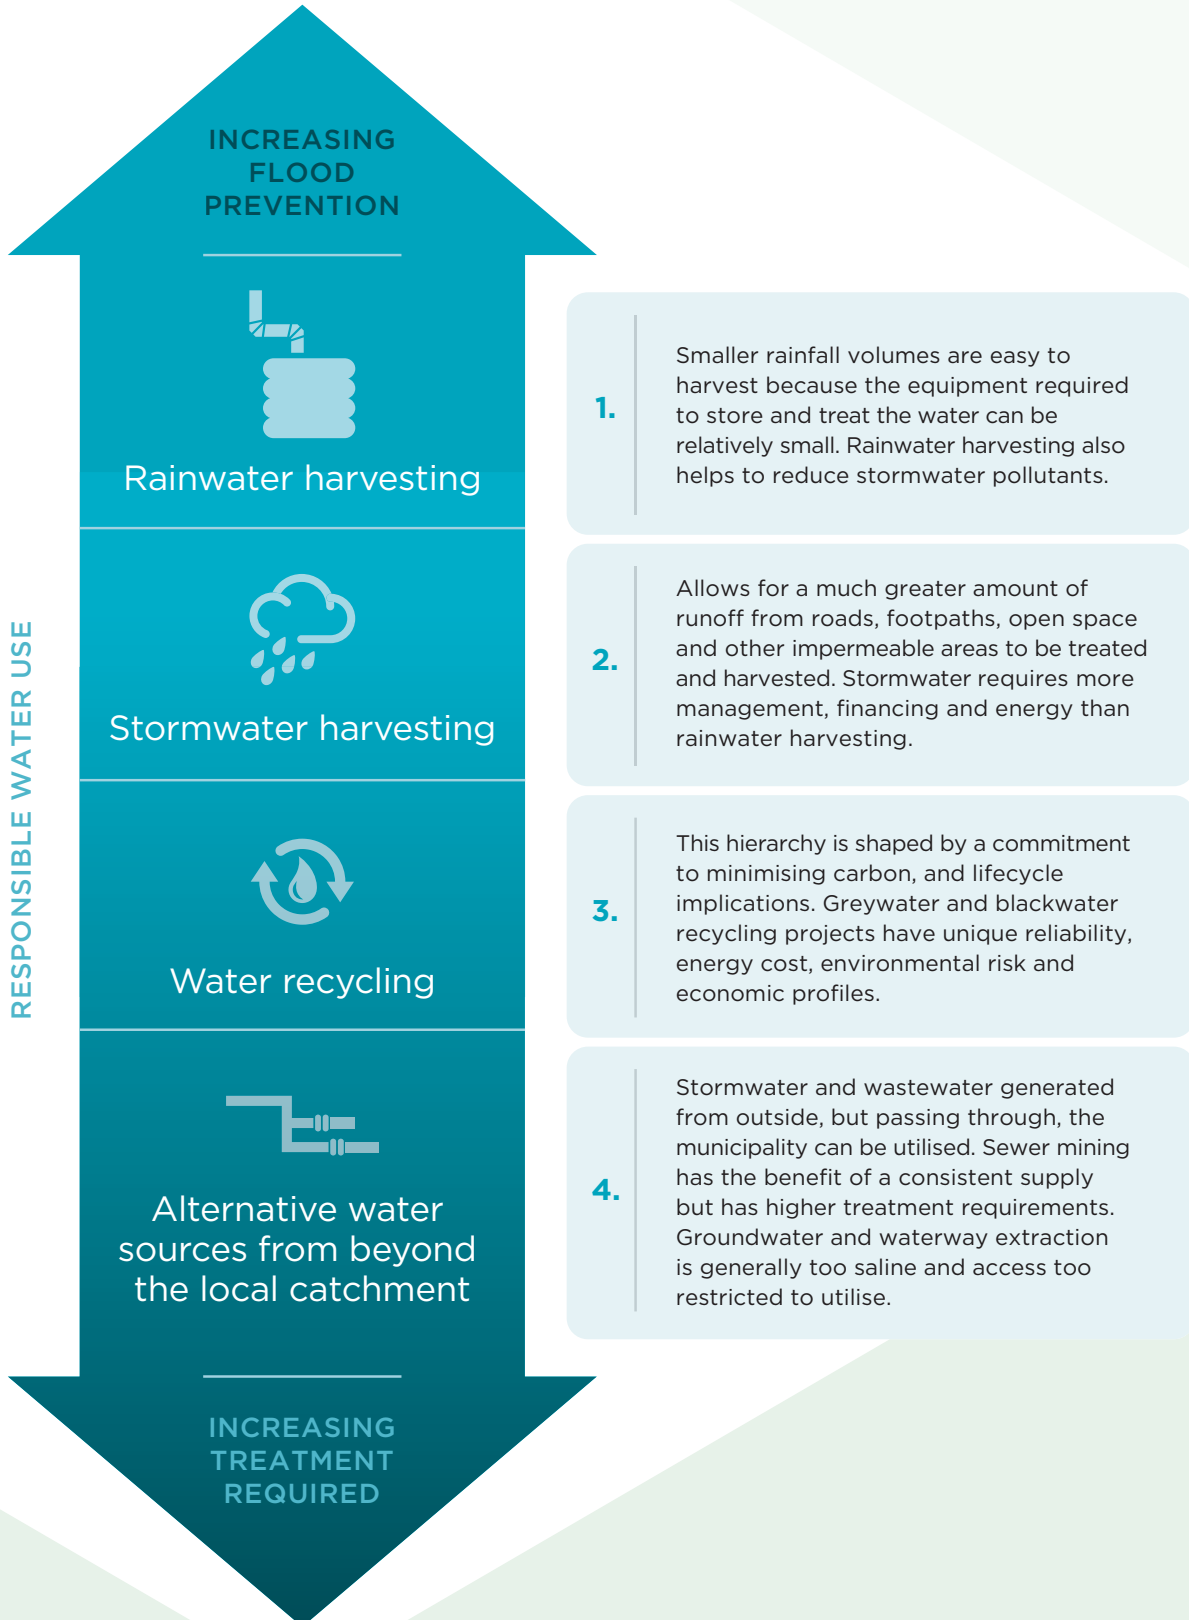 INCREASING
FLOOD
PREVENTION
RESPONSIBLE WATER USE
Rainwater harvesting
1.
Smaller rainfall volumes are easy to
harvest because the equipment required
to store and treat the water can be
relatively small. Rainwater harvesting also
helps to reduce stormwater pollutants.
Stormwater harvesting
2.
Allows for a much greater amount of
runoff from roads, footpaths, open space
and other impermeable areas to be treated
and harvested. Stormwater requires more
management, financing and energy than
rainwater harvesting.
Water recycling
3.
This hierarchy is shaped by a commitment
to minimising carbon, and lifecycle
implications. Greywater and blackwater
recycling projects have unique reliability,
energy cost, environmental risk and
economic profiles.
Alternative water
sources from beyond
the local catchment
4.
Stormwater and wastewater generated
from outside, but passing through, the
municipality can be utilised. Sewer mining
has the benefit of a consistent supply
but has higher treatment requirements.
Groundwater and waterway extraction
is generally too saline and access too
restricted to utilise.
INCREASING
TREATMENT
REQUIRED